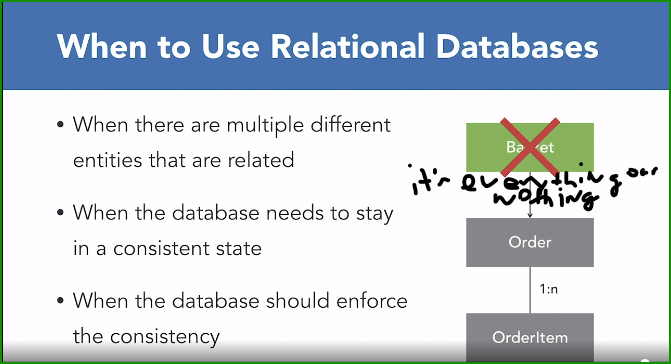 When to Use Relational Databases
• When there are multiple different
entities that are related
• When the database needs to stay
in a consistent state
• When the database should enforce
the consistency
Basket
it's everything our
nothing
Order
1:n
OrderItem